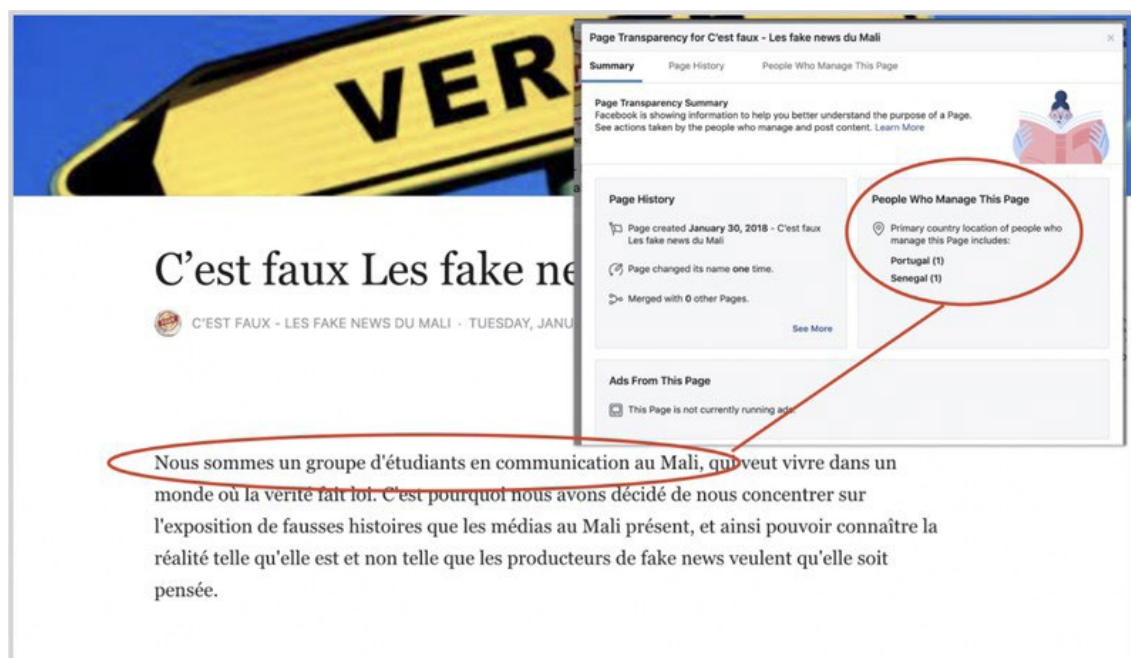 VER
C'est faux Les fake ne
C'EST FAUX - LES FAKE NEWS DU MALI · TUESDAY, JANU
Nous sommes un groupe d'étudiants en communication au Mali, qui veut vivre dans un
monde où la vérité fait loi. C'est pourquoi nous avons décidé de nous concentrer sur
l'exposition de fausses histoires que les médias au Mali présent, et ainsi pouvoir connaître la
réalité telle qu'elle est et non telle que les producteurs de fake news veulent qu'elle soit
pensée.
Page Transparency for C'est faux - Les fake news du Mali
Summary Page History People Who Manage This Page
Page Transparency Summary
Facebook is showing information to help you better understand the purpose of a Page.
See actions taken by the people who manage and post content. Learn More
Page History
Page created January 30, 2018 - C'est faux
Les fake news du Mali
Page changed its name one time.
Merged with 0 other Pages.
See More
People Who Manage This Page
Primary country location of people who
manage this Page includes:
Portugal (1)
Senegal (1)
Ads From This Page
This Page is not currently running ads.